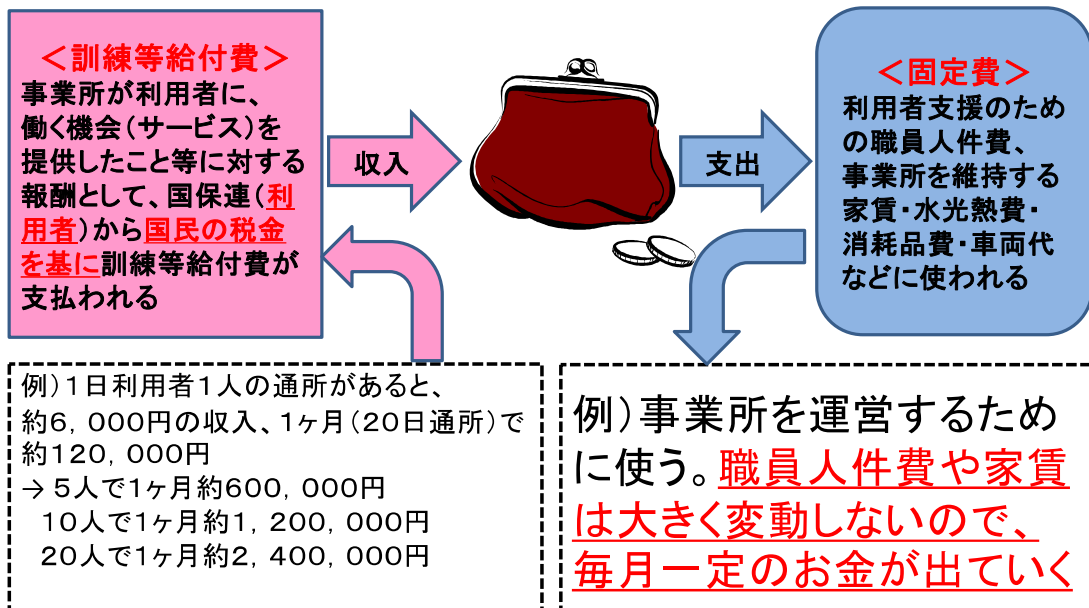 ＜訓練等給付費＞
事業所が利用者に、
働く機会（サービス）を
提供したこと等に対する
報酬として、国保連（利
用者）から国民の税金
を基に訓練等給付費が
支払われる
収入
支出
＜固定費＞
利用者支援のため
の職員人件費、
事業所を維持する
家賃・水光熱費・
消耗品費・車両代
などに使われる
例）１日利用者１人の通所があると、
約６，０００円の収入、１ヶ月（２０日通所）で
約１２０，０００円
→ ５人で１ヶ月約６００，０００円
１０人で１ヶ月約１，２００，０００円
２０人で１ヶ月約２，４００，０００円
例）事業所を運営するため
に使う。職員人件費や家賃
は大きく変動しないので、
毎月一定のお金が出ていく